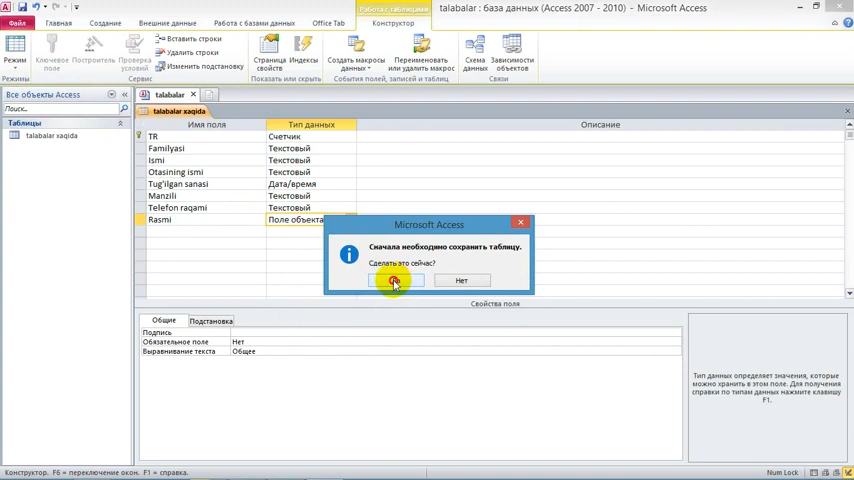 Работа с таблицами
talabalar : база данных (Access 2007 - 2010) - Microsoft Access
Файл Главная Создание Внешние данные Работа с базами данных Office Tab Конструктор
Режим
Режимы
Ключевое поле
Построитель
Проверка условий
Вставить строки
Удалить строки
Изменить подстановку
Сервис
Страница свойств
Индексы
Показать или скрыть
Создать макросы данных
Переименовать или удалить макрос
События полей, записей и таблиц
Схема данных
Зависимости объектов
Связи
Все объекты Access
Поиск...
Таблицы
talabalar xaqida
talabalar
talabalar xaqida
Имя поля Тип данных Описание
TR Счетчик
Familyasi Текстовый
Ismi Текстовый
Otasining ismi Текстовый
Tug'ilgan sanasi Дата/время
Manzili Текстовый
Telefon raqami Текстовый
Rasmi Поле объекта
Microsoft Access
Сначала необходимо сохранить таблицу.
Сделать это сейчас?
Нет
Свойства поля
Общие Подстановка
Подпись
Обязательное поле Нет
Выравнивание текста Общее
Тип данных определяет значения, которые
можно хранить в этом поле. Для получения
справки по типам данных нажмите клавишу
F1.
Конструктор. F6 = переключение окон. F1 = справка.
Num Lock